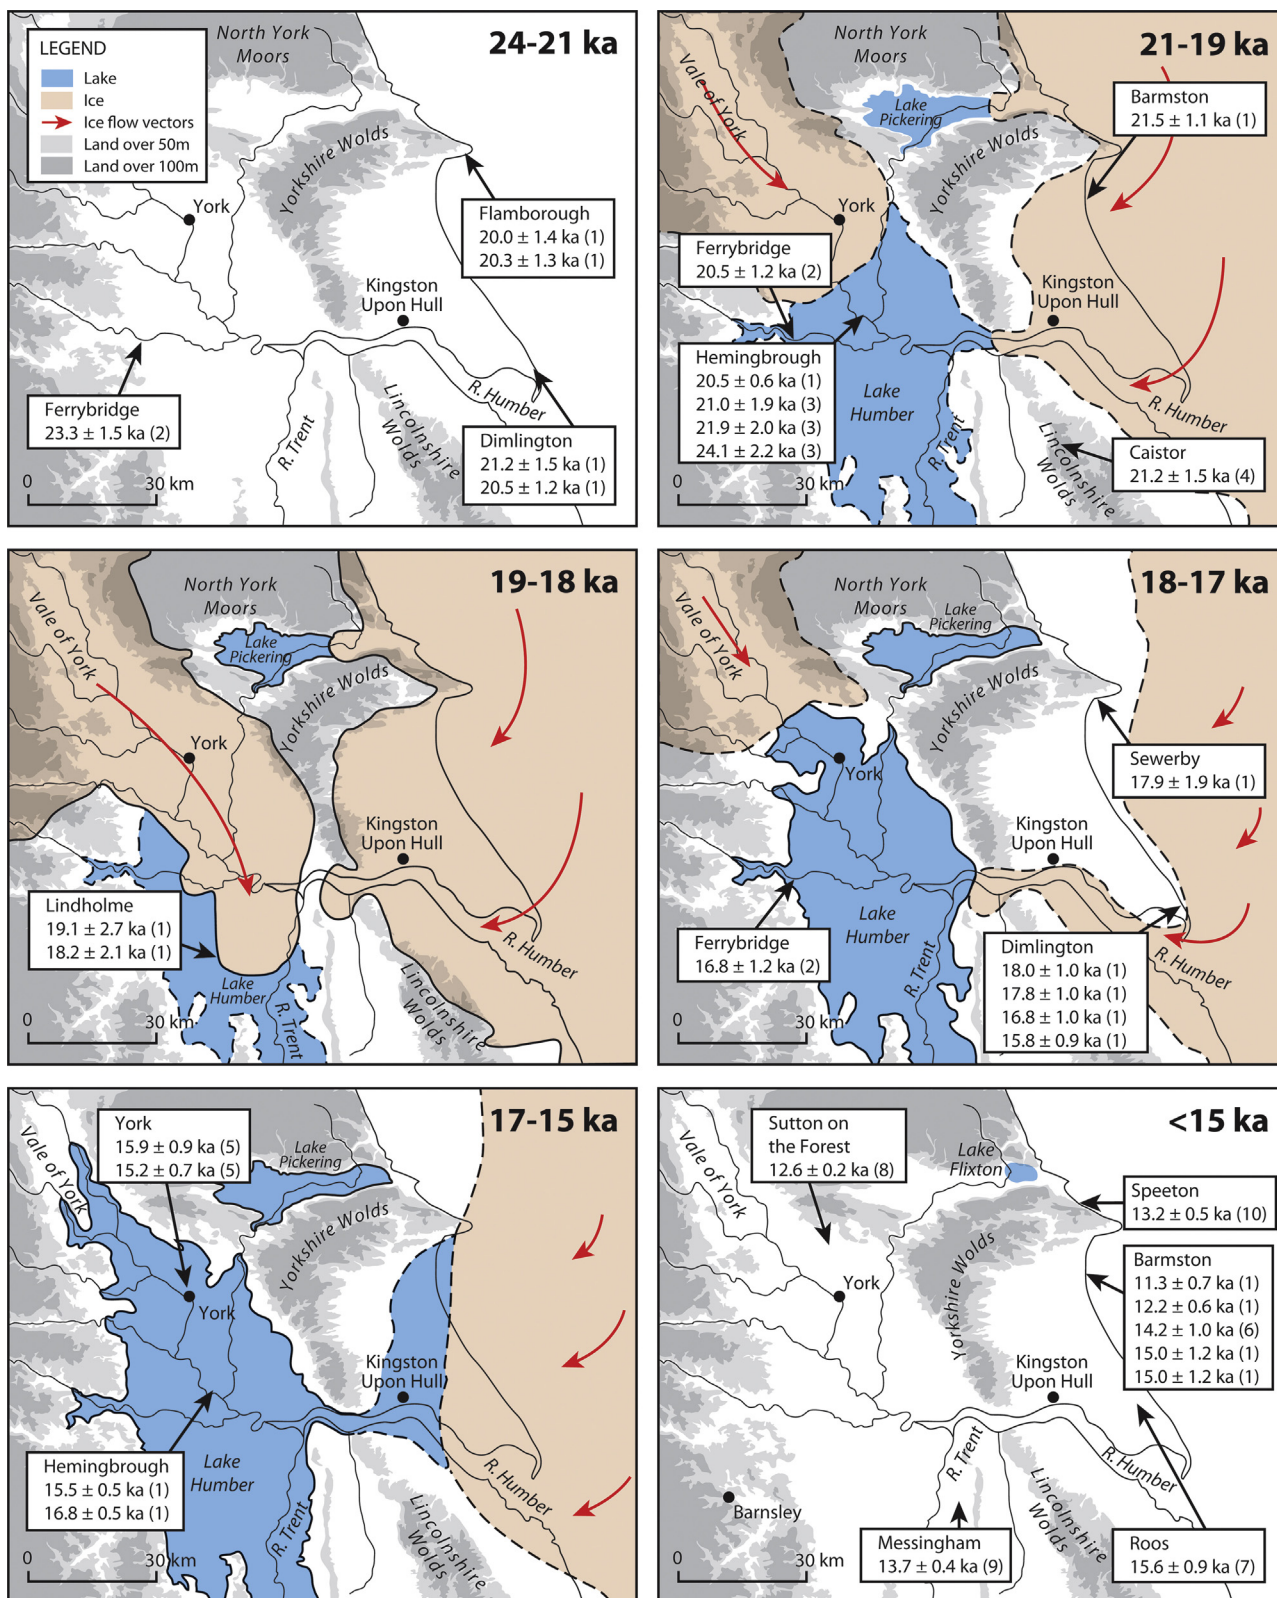 24-21 ka
LEGEND
Lake
Ice
Ice flow vectors
Land over 50m
Land over 100m
North York
Moors
Yorkshire Wolds
York
Flamborough
20.0 ± 1.4 ka (1)
20.3 ± 1.3 ka (1)
Kingston
Upon Hull
Ferrybridge
23.3 ± 1.5 ka (2)
R. Humber
R. Trent
Lincolnshire
Wolds
Dimlington
21.2 ± 1.5 ka (1)
20.5 ± 1.2 ka (1)
0
30 km
21-19 ka
North York
Moors
Vale of York
Lake
Pickering
Barmston
21.5 ± 1.1 ka (1)
Yorkshire Wolds
York
Ferrybridge
20.5 ± 1.2 ka (2)
Kingston
Upon Hull
Hemingbrough
20.5 ± 0.6 ka (1)
21.0 ± 1.9 ka (3)
21.9 ± 2.0 ka (3)
24.1 ± 2.2 ka (3)
Lake
Humber
R. Humber
R. Trent
Lincolnshire
Wolds
Caistor
21.2 ± 1.5 ka (4)
0
30 km
19-18 ka
North York
Moors
Vale of York
Lake
Pickering
Yorkshire Wolds
York
Kingston
Upon Hull
Lindholme
19.1 ± 2.7 ka (1)
18.2 ± 2.1 ka (1)
R. Humber
Lake
Humber
R. Trent
Lincolnshire
Wolds
0
30 km
18-17 ka
North York
Moors
Vale of York
Lake
Pickering
Yorkshire Wolds
York
Sewerby
17.9 ± 1.9 ka (1)
Kingston
Upon Hull
Ferrybridge
16.8 ± 1.2 ka (2)
Lake
Humber
R. Trent
R. Humber
Dimlington
18.0 ± 1.0 ka (1)
17.8 ± 1.0 ka (1)
16.8 ± 1.0 ka (1)
15.8 ± 0.9 ka (1)
0
30 km
17-15 ka
York
15.9 ± 0.9 ka (5)
15.2 ± 0.7 ka (5)
Vale of York
Lake
Pickering
Yorkshire Wolds
York
Kingston
Upon Hull
Hemingbrough
15.5 ± 0.5 ka (1)
16.8 ± 0.5 ka (1)
Lake
Humber
R. Humber
R. Trent
Lincolnshire
Wolds
0
30 km
<15 ka
Sutton on
the Forest
12.6 ± 0.2 ka (8)
Vale of York
Lake
Flixton
Speeton
13.2 ± 0.5 ka (10)
Yorkshire Wolds
York
Barmston
11.3 ± 0.7 ka (1)
12.2 ± 0.6 ka (1)
14.2 ± 1.0 ka (6)
15.0 ± 1.2 ka (1)
15.0 ± 1.2 ka (1)
Kingston
Upon Hull
R. Trent
R. Humber
Barnsley
Lincolnshire
Wolds
Messingham
13.7 ± 0.4 ka (9)
Roos
15.6 ± 0.9 ka (7)
0
30 km